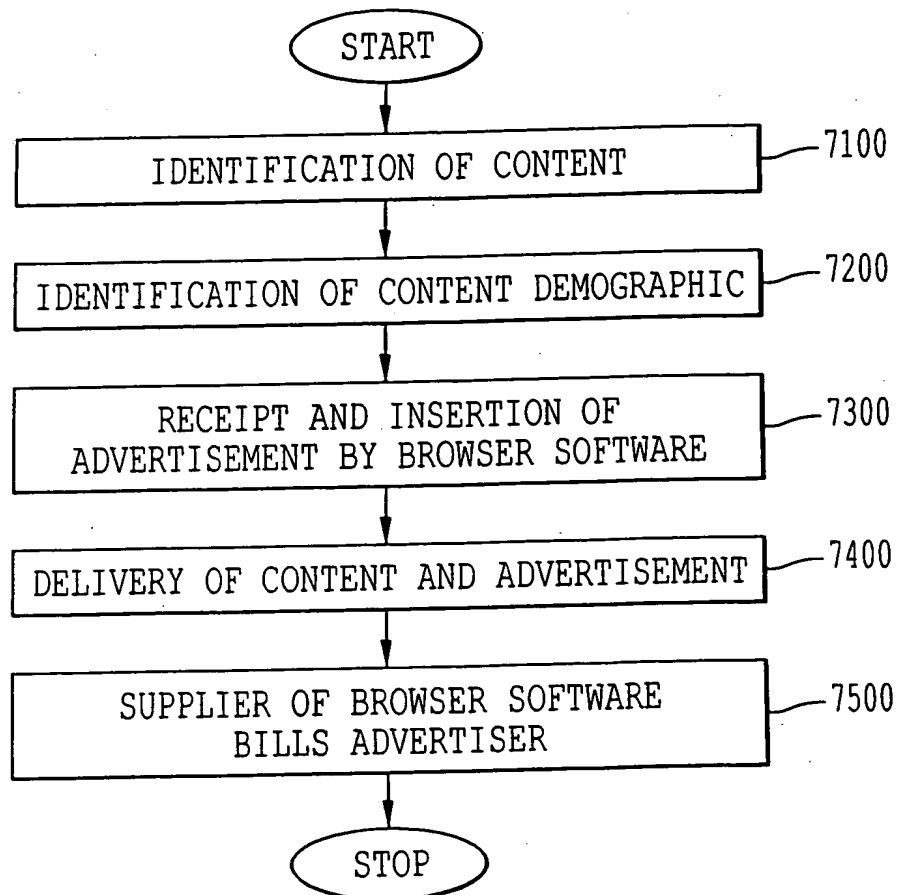 START
IDENTIFICATION OF CONTENT
7100
IDENTIFICATION OF CONTENT DEMOGRAPHIC
7200
RECEIPT AND INSERTION OF
ADVERTISEMENT BY BROWSER SOFTWARE
7300
DELIVERY OF CONTENT AND ADVERTISEMENT
7400
SUPPLIER OF BROWSER SOFTWARE
BILLS ADVERTISER
7500
STOP